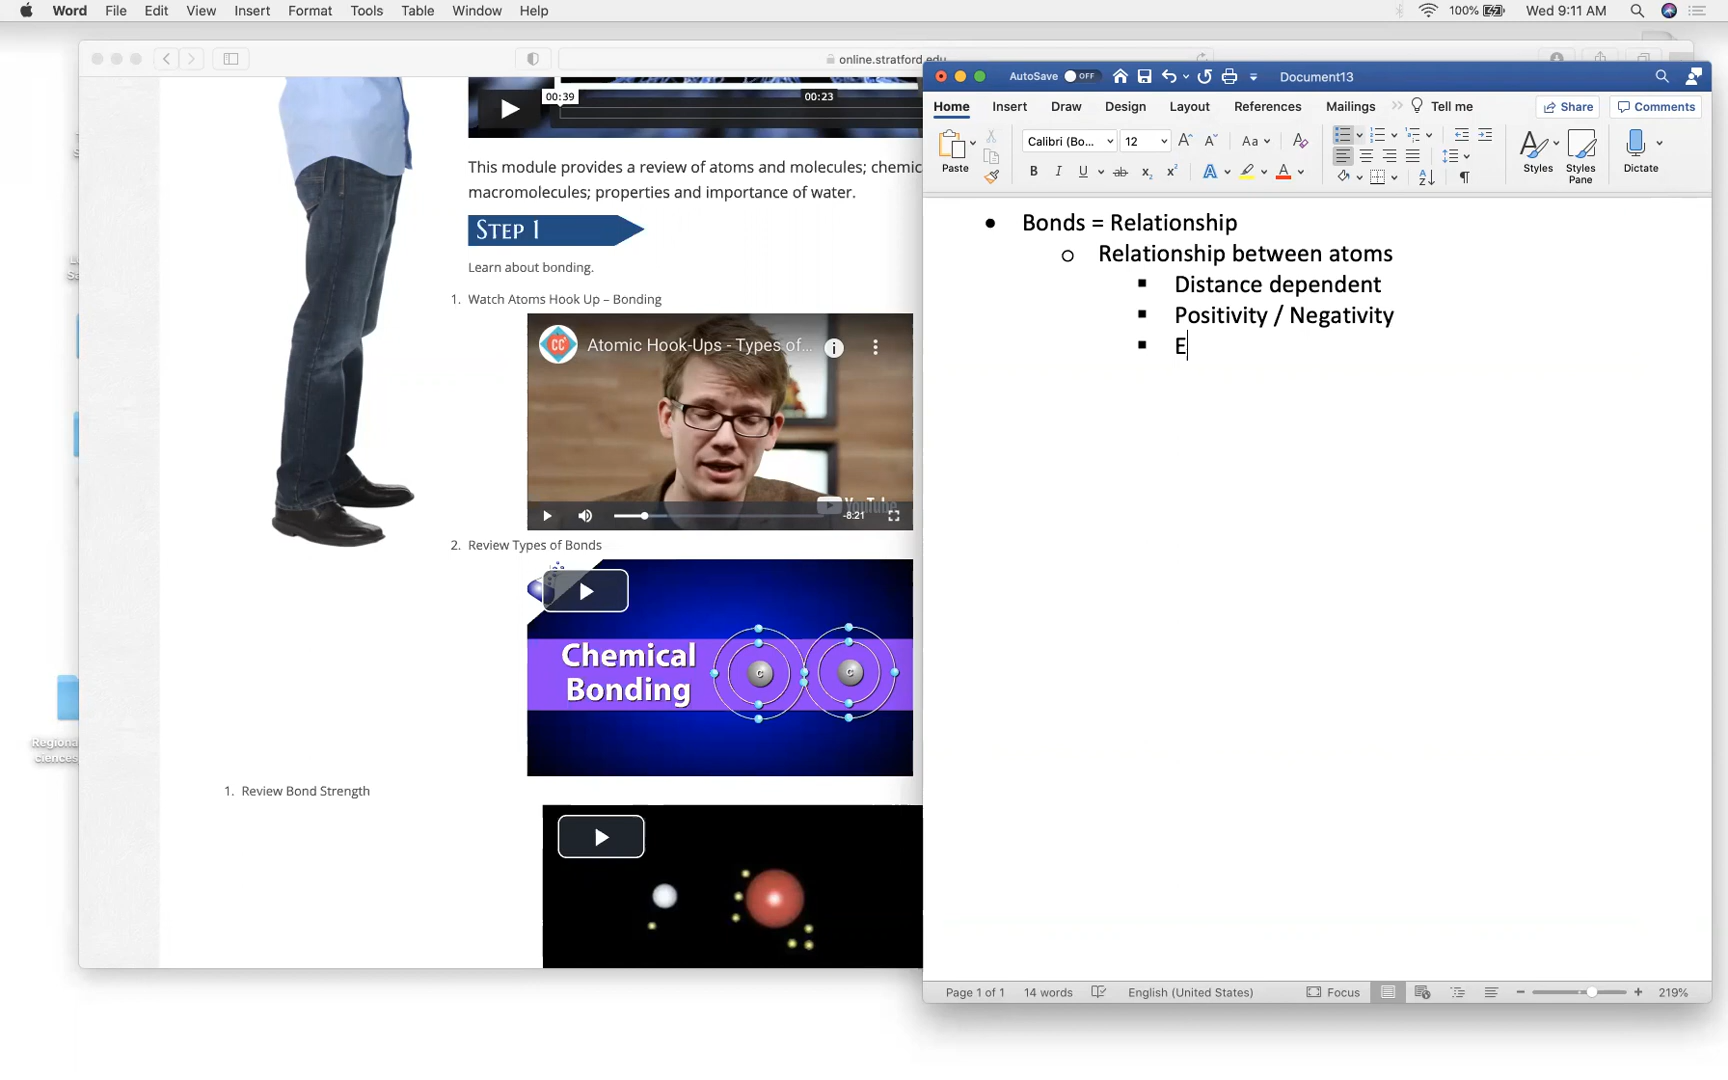 Word File Edit View Insert Format Tools Table Window Help
100% Wed 9:11 AM
online.stratford.edu
00:39 00:23
This module provides a review of atoms and molecules; chemic
macromolecules; properties and importance of water.
STEP 1
Learn about bonding.
1. Watch Atoms Hook Up – Bonding
CC Atomic Hook-Ups - Types of...
YouTube
-8:21
2. Review Types of Bonds
Chemical
Bonding
C C
1. Review Bond Strength
Regiona
ciences
AutoSave OFF Document13
Home Insert Draw Design Layout References Mailings Tell me Share Comments
Paste Calibri (Bo... 12 Aa Styles Styles
Pane Dictate
• Bonds = Relationship
o Relationship between atoms
▪ Distance dependent
▪ Positivity / Negativity
▪ E
Page 1 of 1 14 words English (United States) Focus 219%